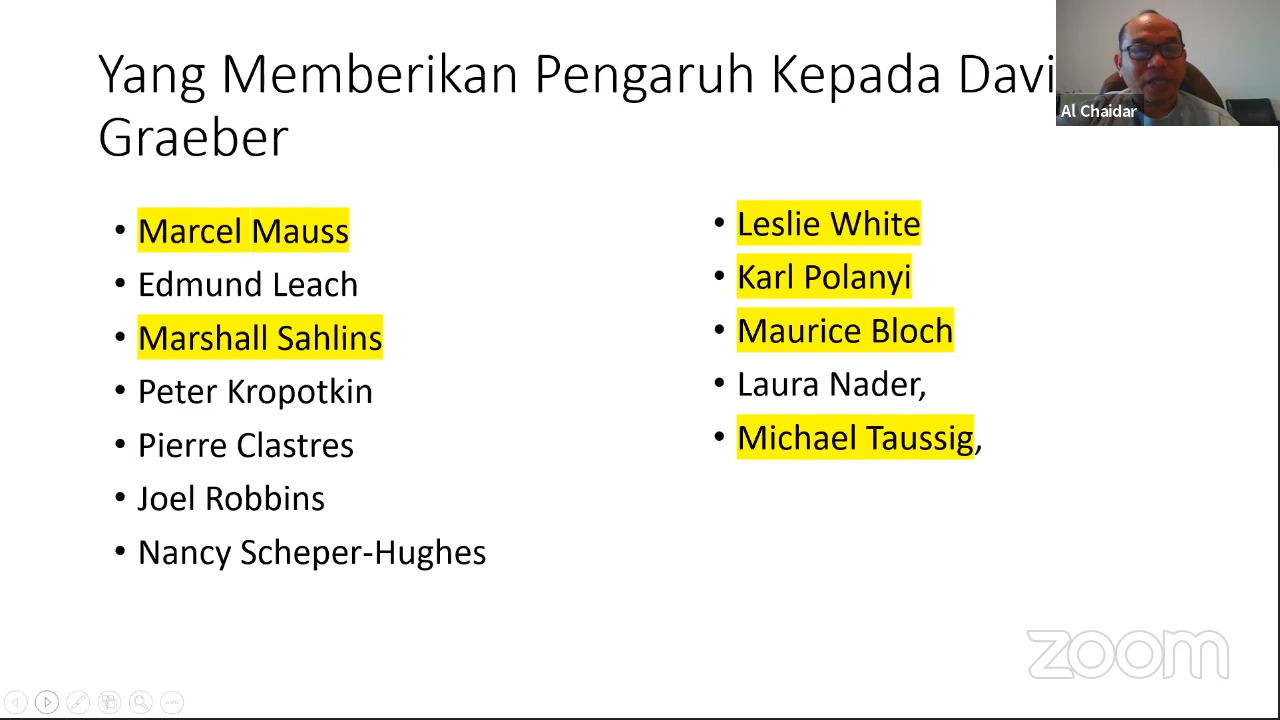 Yang Memberikan Pengaruh Kepada Davi
Graeber
Al Chaidar
• Marcel Mauss
• Edmund Leach
• Marshall Sahlins
• Peter Kropotkin
• Pierre Clastres
• Joel Robbins
• Nancy Scheper-Hughes
• Leslie White
• Karl Polanyi
• Maurice Bloch
• Laura Nader,
• Michael Taussig,
zoom